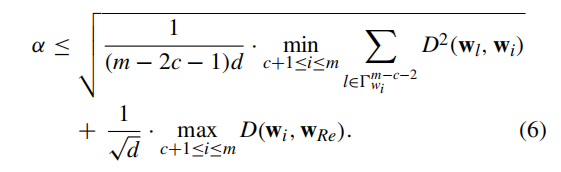 α ≤ √( 1/((m − 2c − 1)d) · min_{c+1≤i≤m} ∑_{l∈Γ_{w_i}^{m−c−2}} D²(𝐰_l, 𝐰_i) )
+ 1/√d · max_{c+1≤i≤m} D(𝐰_i, 𝐰_{Re}). (6)